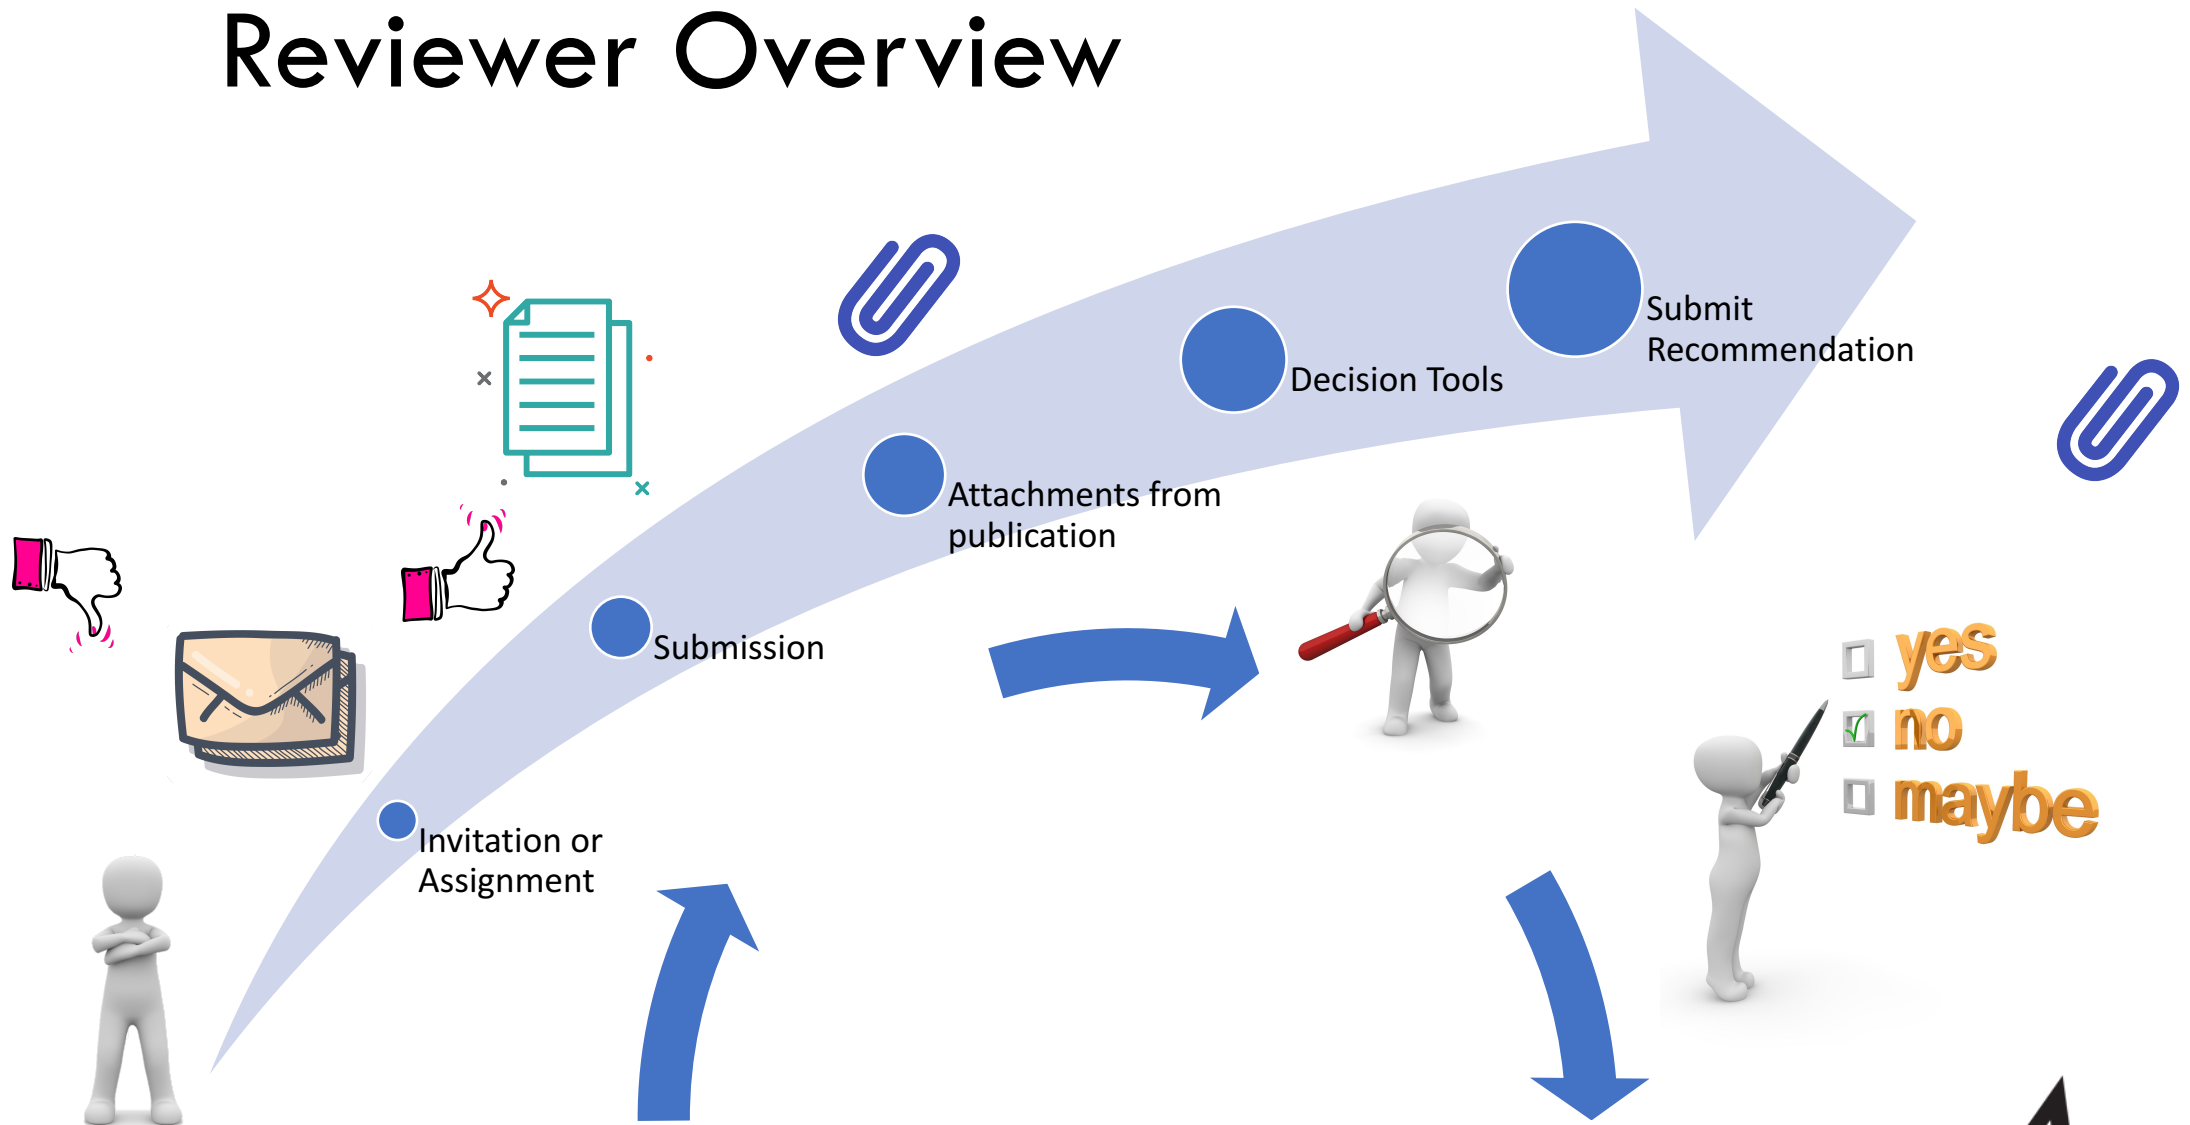 Reviewer Overview
Submit
Recommendation
Decision Tools
Attachments from
publication
Submission
Invitation or
Assignment
yes
no
maybe